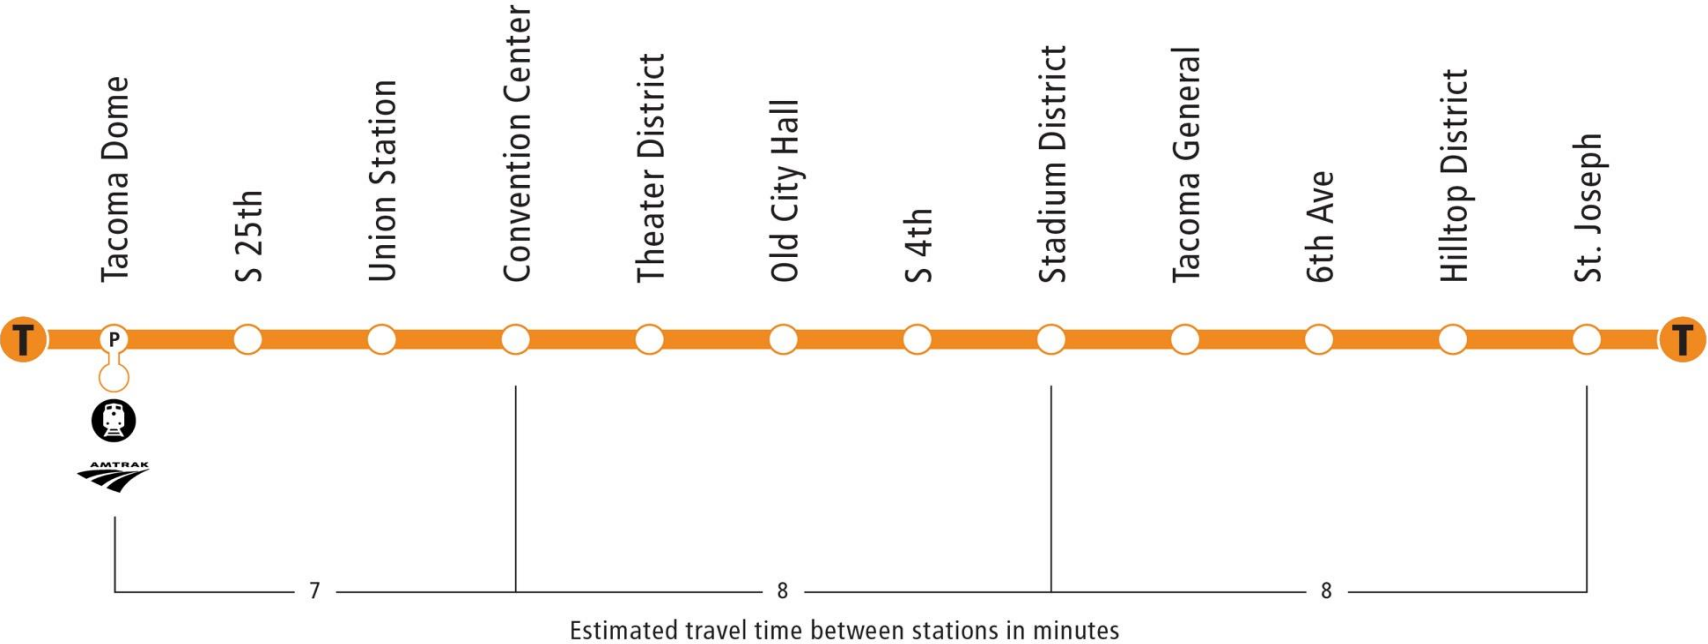 Tacoma Dome
S 25th
Union Station
Convention Center
Theater District
Old City Hall
S 4th
Stadium District
Tacoma General
6th Ave
Hilltop District
St. Joseph
T
P
T
AMTRAK
7
8
8
Estimated travel time between stations in minutes